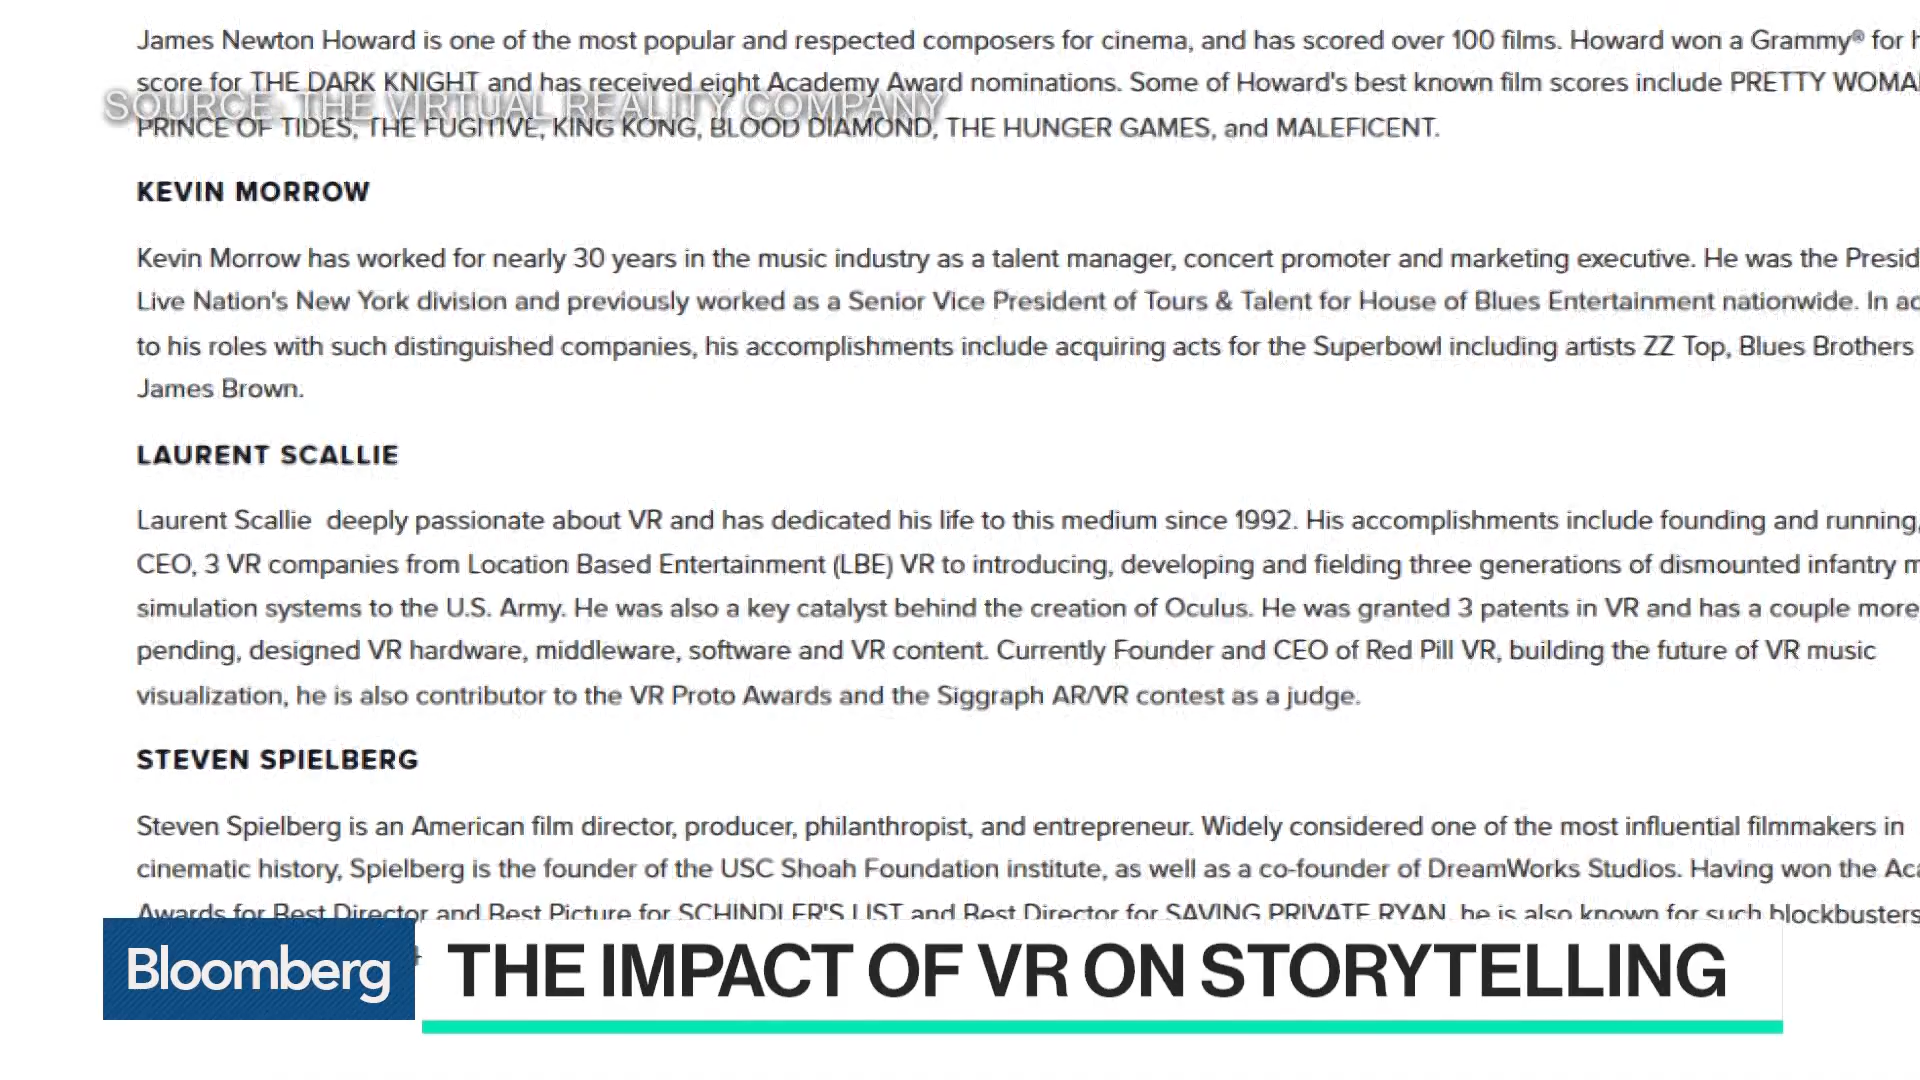 James Newton Howard is one of the most popular and respected composers for cinema, and has scored over 100 films. Howard won a Grammy® for
score for THE DARK KNIGHT and has received eight Academy Award nominations. Some of Howard's best known film scores include PRETTY
SOURCE: THE VIRTUAL REALITY COMPANY
PRINCE OF TIDES, THE FUGITIVE, KING KONG, BLOOD DIAMOND, THE HUNGER GAMES, and MALEFICENT.
KEVIN MORROW
Kevin Morrow has worked for nearly 30 years in the music industry as a talent manager, concert promoter and marketing executive. He was the
Live Nation's New York division and previously worked as a Senior Vice President of Tours & Talent for House of Blues Entertainment nationwide. In
to his roles with such distinguished companies, his accomplishments include acquiring acts for the Superbowl including artists ZZ Top, Blues Brothers
James Brown.
LAURENT SCALLIE
Laurent Scallie  deeply passionate about VR and has dedicated his life to this medium since 1992. His accomplishments include founding and running,
CEO, 3 VR companies from Location Based Entertainment (LBE) VR to introducing, developing and fielding three generations of dismounted infantry
simulation systems to the U.S. Army. He was also a key catalyst behind the creation of Oculus. He was granted 3 patents in VR and has a couple more
pending, designed VR hardware, middleware, software and VR content. Currently Founder and CEO of Red Pill VR, building the future of VR music
visualization, he is also contributor to the VR Proto Awards and the Siggraph AR/VR contest as a judge.
STEVEN SPIELBERG
Steven Spielberg is an American film director, producer, philanthropist, and entrepreneur. Widely considered one of the most influential filmmakers in
cinematic history, Spielberg is the founder of the USC Shoah Foundation institute, as well as a co-founder of DreamWorks Studios. Having won the
Awards for Best Director and Best Picture for SCHINDLER'S LIST and Best Director for SAVING PRIVATE RYAN, he is also known for such blockbusters
Bloomberg
THE IMPACT OF VR ON STORYTELLING